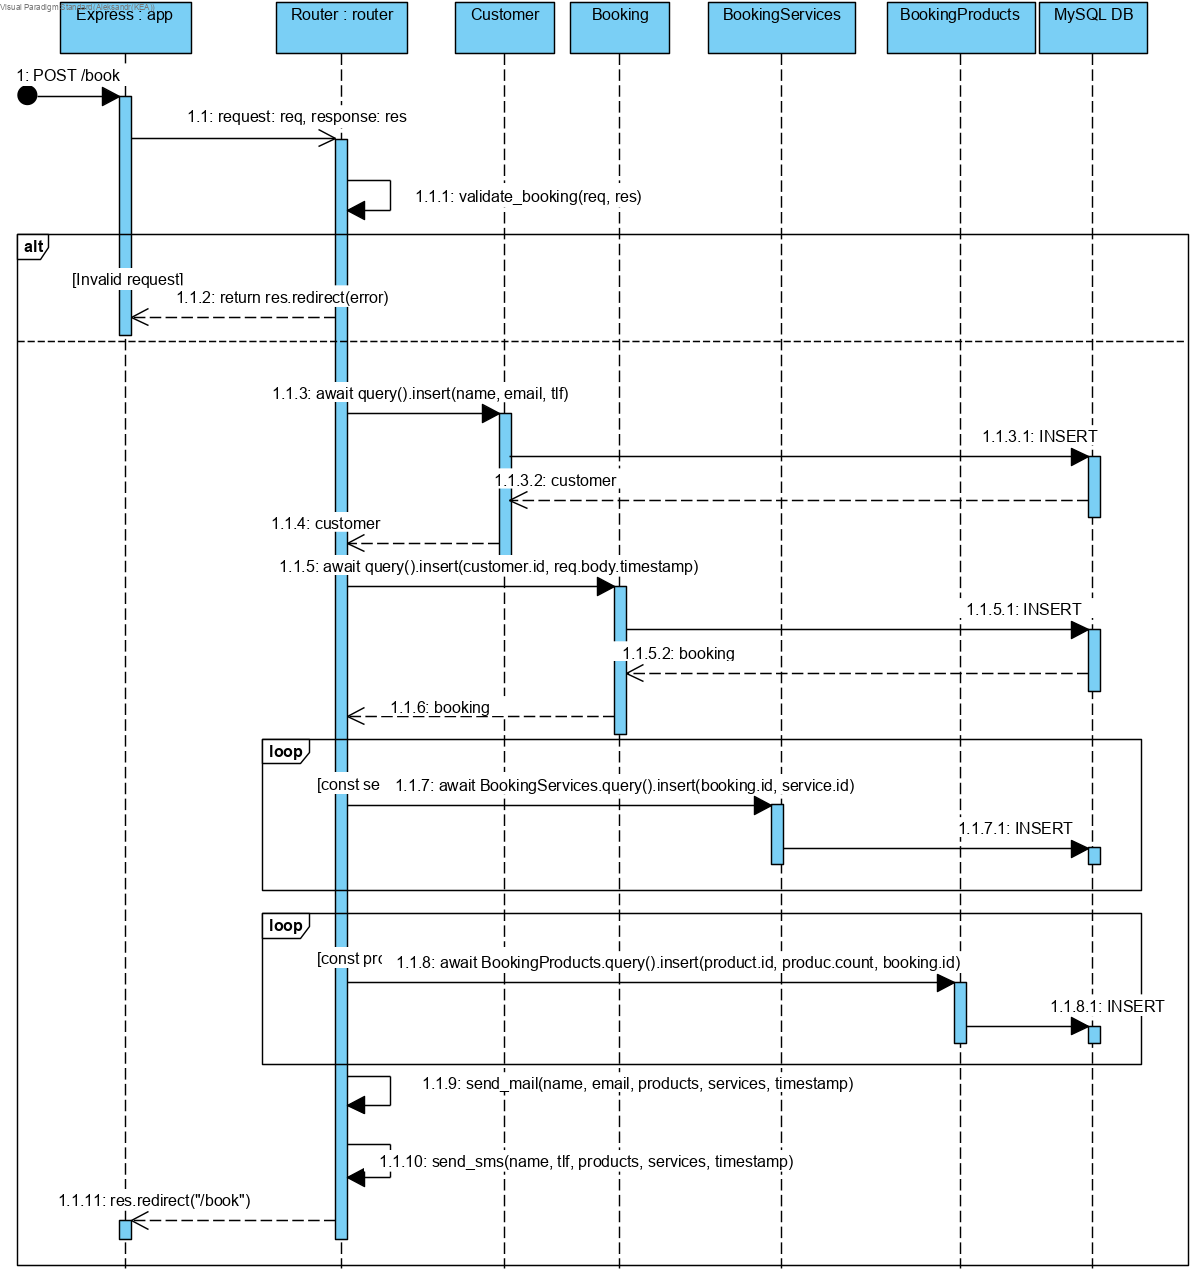 Visual Paradigm Standard(Aleksandr(KEA))
Express : app
Router : router
Customer
Booking
BookingServices
BookingProducts
MySQL DB
1: POST /book
1.1: request: req, response: res
1.1.1: validate_booking(req, res)
alt
[Invalid request]
1.1.2: return res.redirect(error)
1.1.3: await query().insert(name, email, tlf)
1.1.3.1: INSERT
1.1.3.2: customer
1.1.4: customer
1.1.5: await query().insert(customer.id, req.body.timestamp)
1.1.5.1: INSERT
1.1.5.2: booking
1.1.6: booking
loop
[const se
1.1.7: await BookingServices.query().insert(booking.id, service.id)
1.1.7.1: INSERT
loop
[const pro
1.1.8: await BookingProducts.query().insert(product.id, produc.count, booking.id)
1.1.8.1: INSERT
1.1.9: send_mail(name, email, products, services, timestamp)
1.1.10: send_sms(name, tlf, products, services, timestamp)
1.1.11: res.redirect("/book")